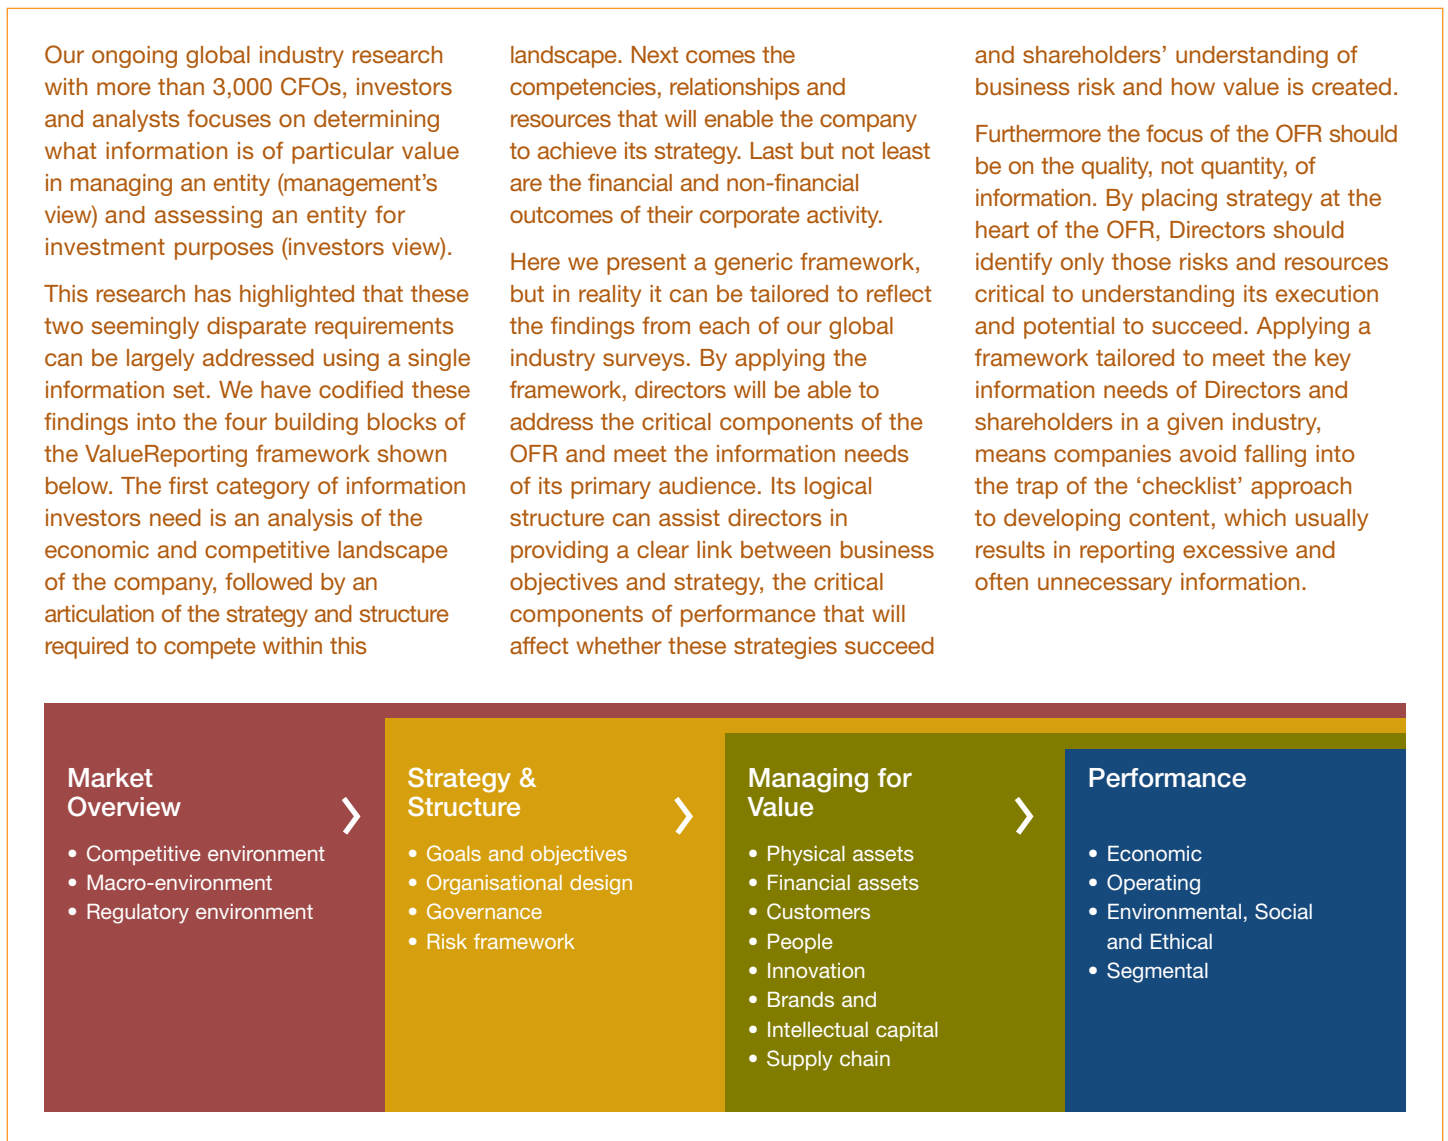 Our ongoing global industry research
with more than 3,000 CFOs, investors
and analysts focuses on determining
what information is of particular value
in managing an entity (management's
view) and assessing an entity for
investment purposes (investors view).
This research has highlighted that these
two seemingly disparate requirements
can be largely addressed using a single
information set. We have codified these
findings into the four building blocks of
the ValueReporting framework shown
below. The first category of information
investors need is an analysis of the
economic and competitive landscape
of the company, followed by an
articulation of the strategy and structure
required to compete within this
landscape. Next comes the
competencies, relationships and
resources that will enable the company
to achieve its strategy. Last but not least
are the financial and non-financial
outcomes of their corporate activity.
Here we present a generic framework,
but in reality it can be tailored to reflect
the findings from each of our global
industry surveys. By applying the
framework, directors will be able to
address the critical components of the
OFR and meet the information needs
of its primary audience. Its logical
structure can assist directors in
providing a clear link between business
objectives and strategy, the critical
components of performance that will
affect whether these strategies succeed
and shareholders' understanding of
business risk and how value is created.
Furthermore the focus of the OFR should
be on the quality, not quantity, of
information. By placing strategy at the
heart of the OFR, Directors should
identify only those risks and resources
critical to understanding its execution
and potential to succeed. Applying a
framework tailored to meet the key
information needs of Directors and
shareholders in a given industry,
means companies avoid falling into
the trap of the 'checklist' approach
to developing content, which usually
results in reporting excessive and
often unnecessary information.
Market
Overview
• Competitive environment
• Macro-environment
• Regulatory environment
Strategy &
Structure
• Goals and objectives
• Organisational design
• Governance
• Risk framework
Managing for
Value
• Physical assets
• Financial assets
• Customers
• People
• Innovation
• Brands and
• Intellectual capital
• Supply chain
Performance
• Economic
• Operating
• Environmental, Social
and Ethical
• Segmental